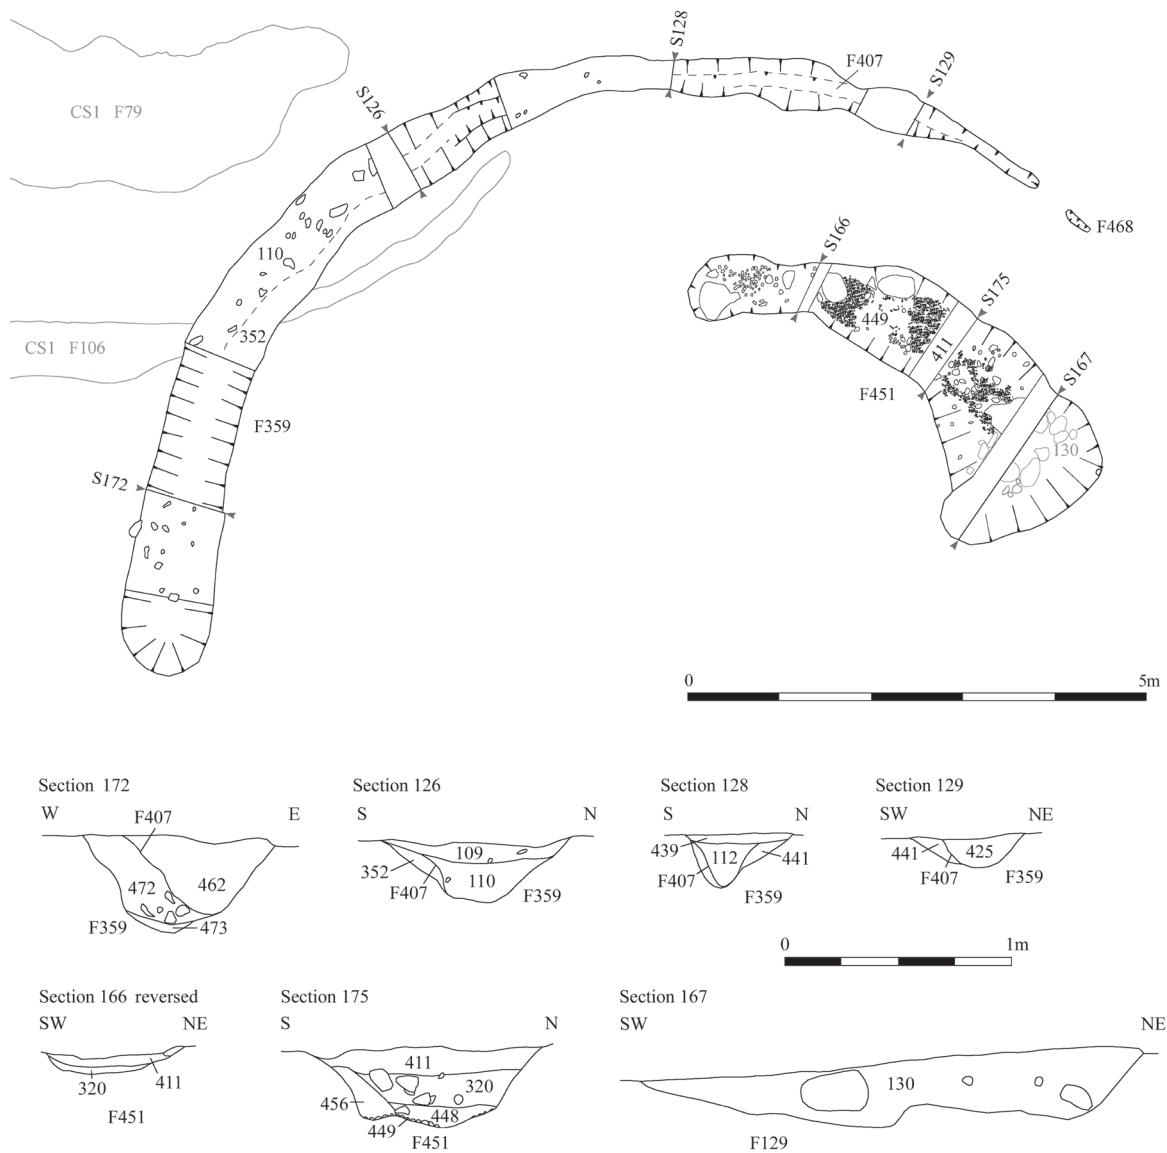 S128
F407
S129
CS1 F79
S126
F468
S166
110
S175
449
352
411
CS1 F106
S167
F451
F359
130
S172
0 5m
Section 172
W E
F407
472 462
F359 473
Section 126
S N
109
352
F407 110 F359
Section 128
S N
439 112 441
F407
F359
Section 129
SW NE
441 425
F407 F359
0 1m
Section 166 reversed
SW NE
320 411
F451
Section 175
S N
411
320
456 448
449 F451
Section 167
SW NE
130
F129